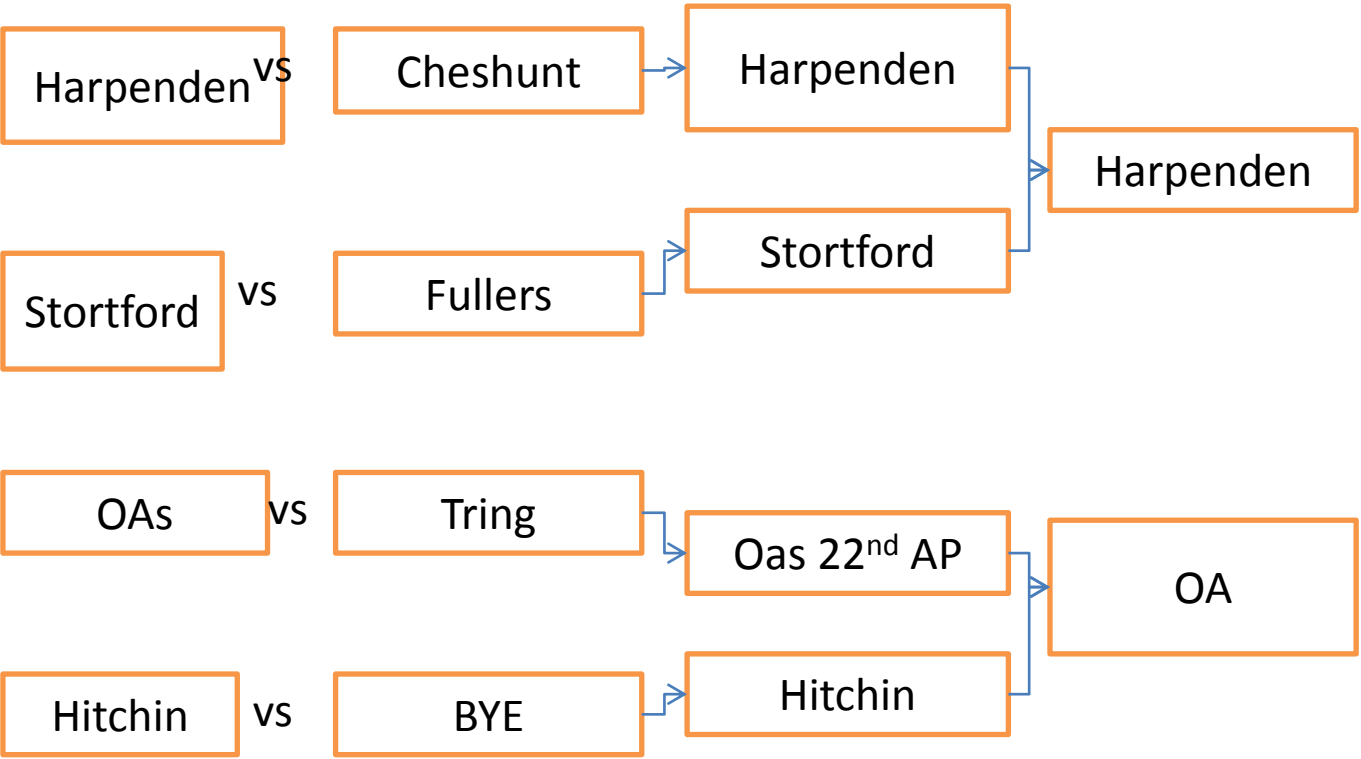 Harpenden vs Cheshunt Harpenden
Harpenden
Stortford vs Fullers Stortford
OAs vs Tring Oas 22nd AP
OA
Hitchin vs BYE Hitchin